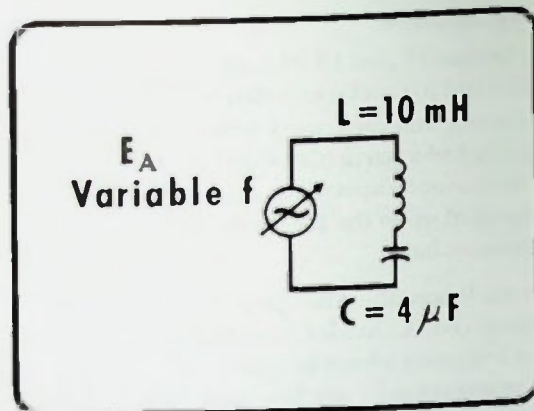 L = 10 mH
E_A
Variable f
C = 4 μF